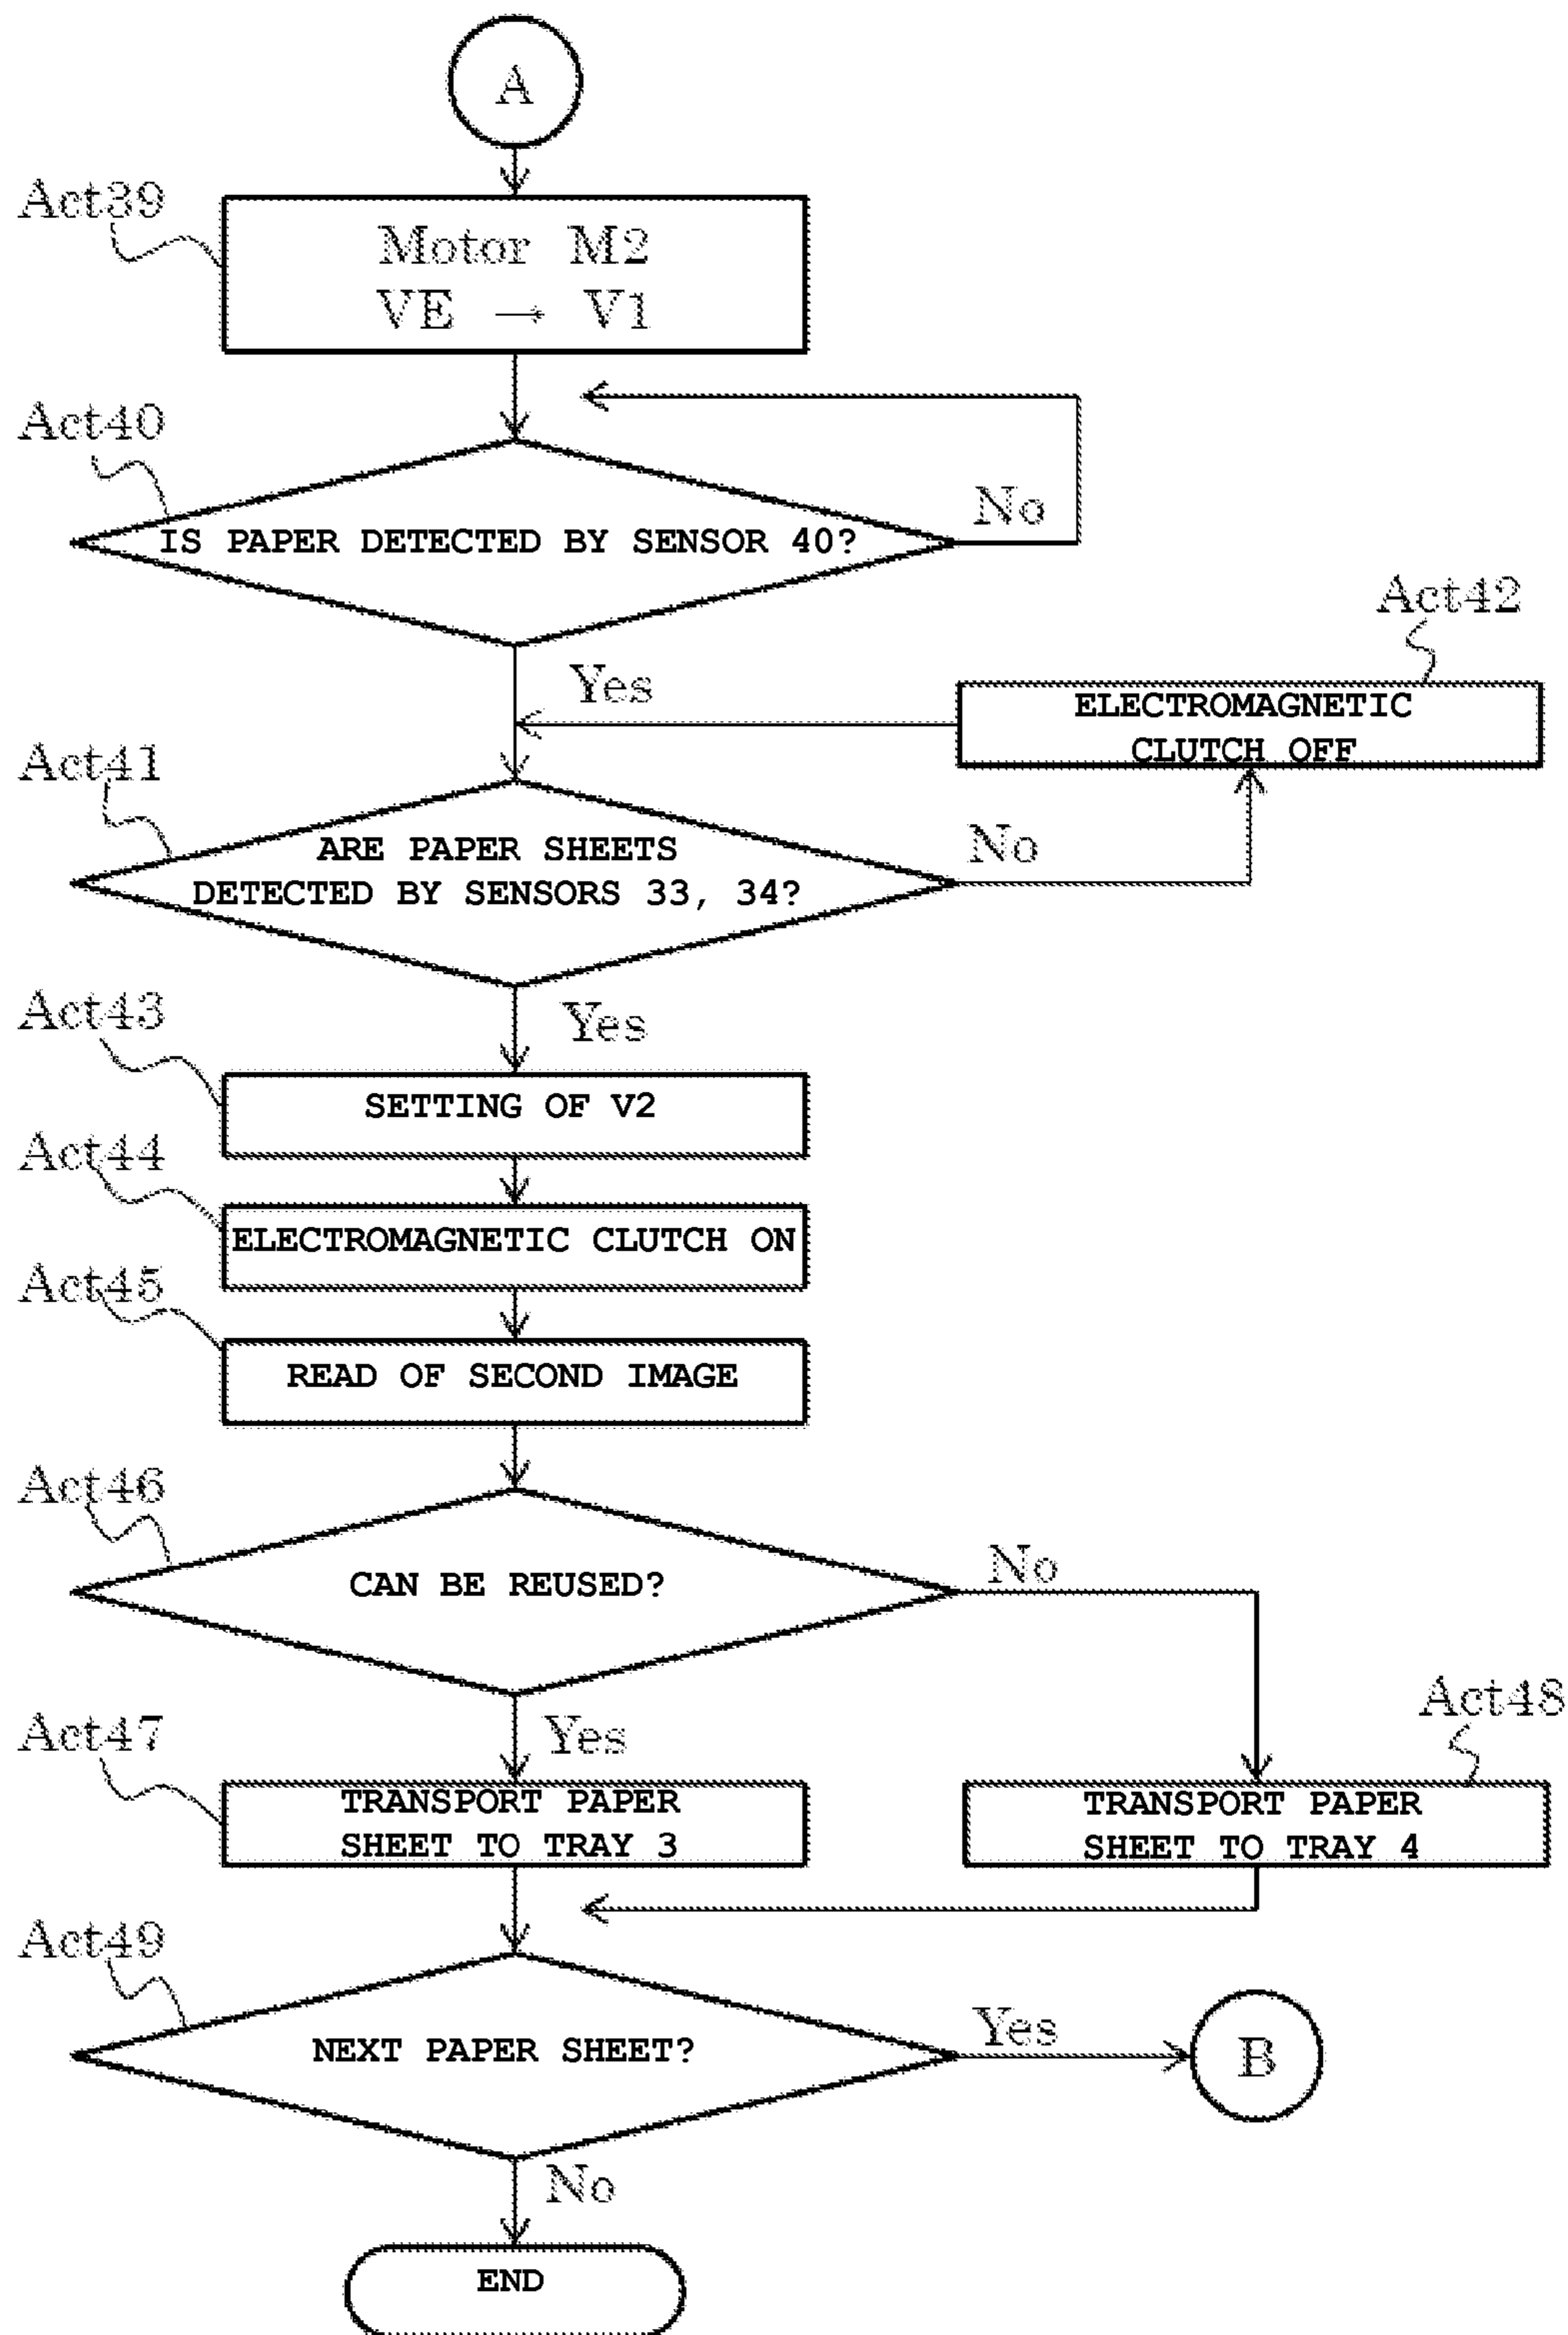 A
Act39
Motor M2
VE → V1
Act40
No
IS PAPER DETECTED BY SENSOR 40?
Act42
Yes
ELECTROMAGNETIC
CLUTCH OFF
Act41
ARE PAPER SHEETS
DETECTED BY SENSORS 33, 34?
No
Act43
Yes
SETTING OF V2
Act44
ELECTROMAGNETIC CLUTCH ON
Act45
READ OF SECOND IMAGE
Act46
CAN BE REUSED?
No
Act47
Yes
Act48
TRANSPORT PAPER
SHEET TO TRAY 3
TRANSPORT PAPER
SHEET TO TRAY 4
Act49
NEXT PAPER SHEET?
Yes
B
No
END